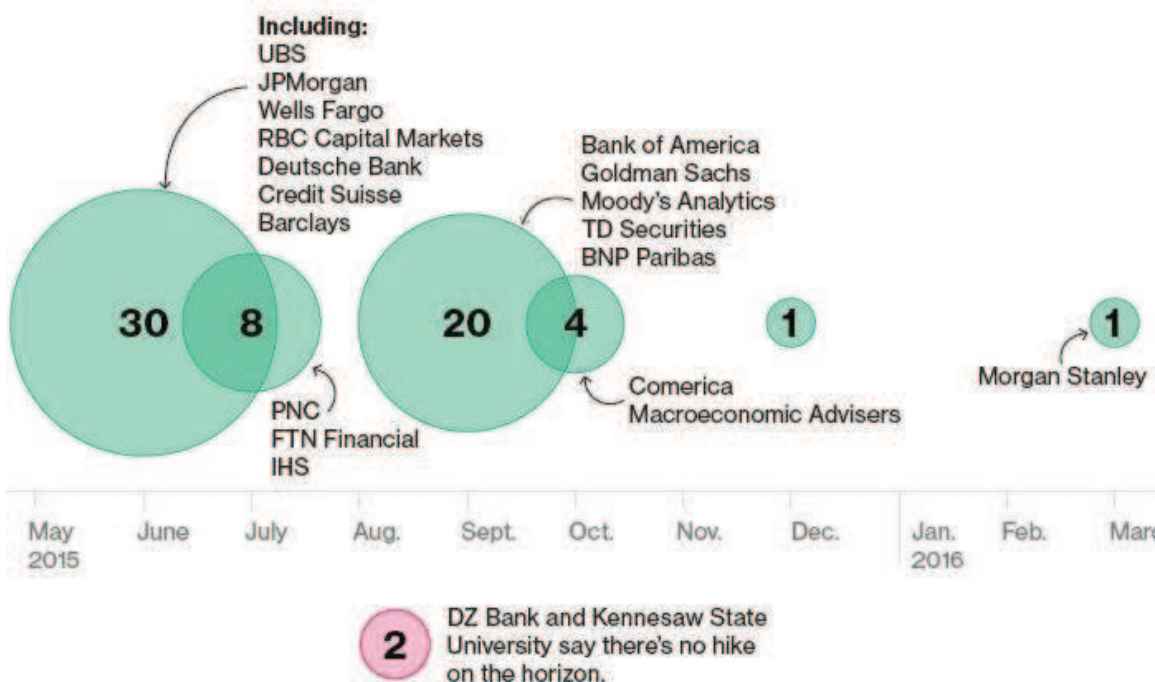 Including:
UBS
JPMorgan
Wells Fargo
RBC Capital Markets
Deutsche Bank
Credit Suisse
Barclays
Bank of America
Goldman Sachs
Moody's Analytics
TD Securities
BNP Paribas
30
8
20
4
1
1
Morgan Stanley
Comerica
Macroeconomic Advisers
PNC
FTN Financial
IHS
May
2015
June
July
Aug.
Sept.
Oct.
Nov.
Dec.
Jan.
2016
Feb.
Marc
2
DZ Bank and Kennesaw State
University say there's no hike
on the horizon.